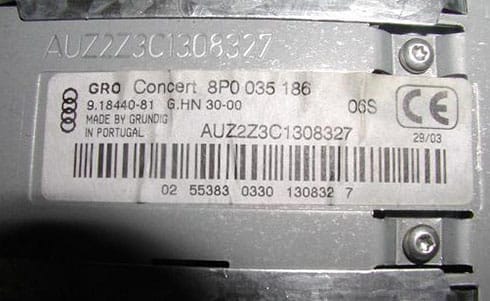 AUZ2Z3C1308327
GRO Concert 8P0 035 186
9.18440-81 G.HN 30-00 06S
MADE BY GRUNDIG
IN PORTUGAL
AUZ2Z3C1308327
CE
29/03
02 55383 0330 130832 7